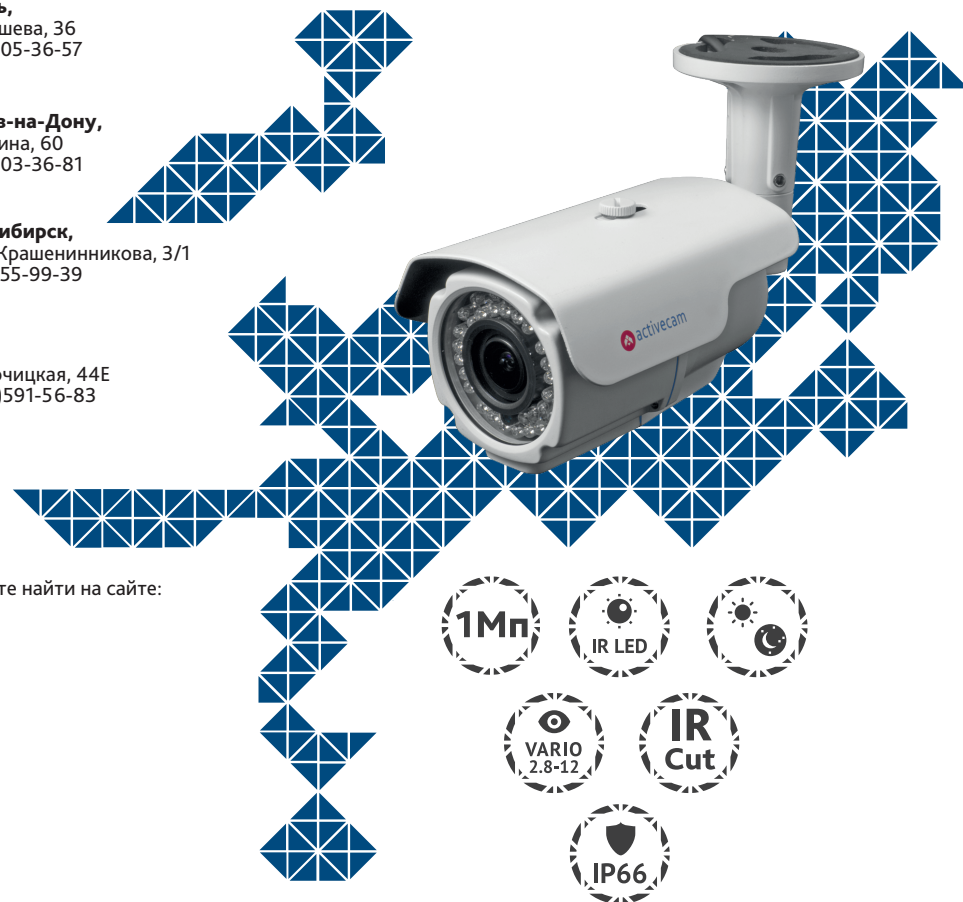 ь,
шева, 36
05-36-57
в-на-Дону,
ина, 60
03-36-81
ибирск,
Крашенинникова, 3/1
55-99-39
очицкая, 44Е
)591-56-83
те найти на сайте:
activecam
1Мп
IR LED
VARIO
2.8-12
IR
Cut
IP66